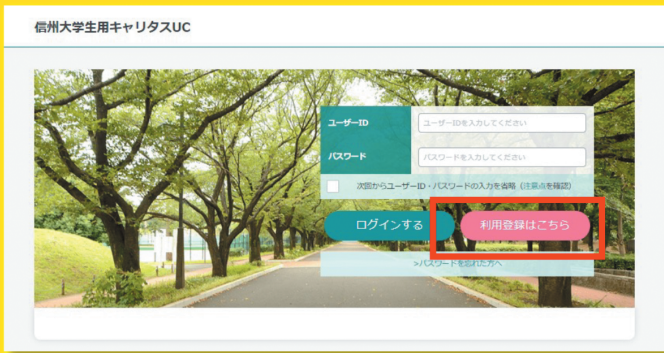 信州大学生用キャリタスUC
ユーザーID
ユーザーIDを入力してください
パスワード
パスワードを入力してください
次回からユーザーID・パスワードの入力を省略（注意点を確認）
ログインする
利用登録はこちら
>パスワードを忘れた方へ